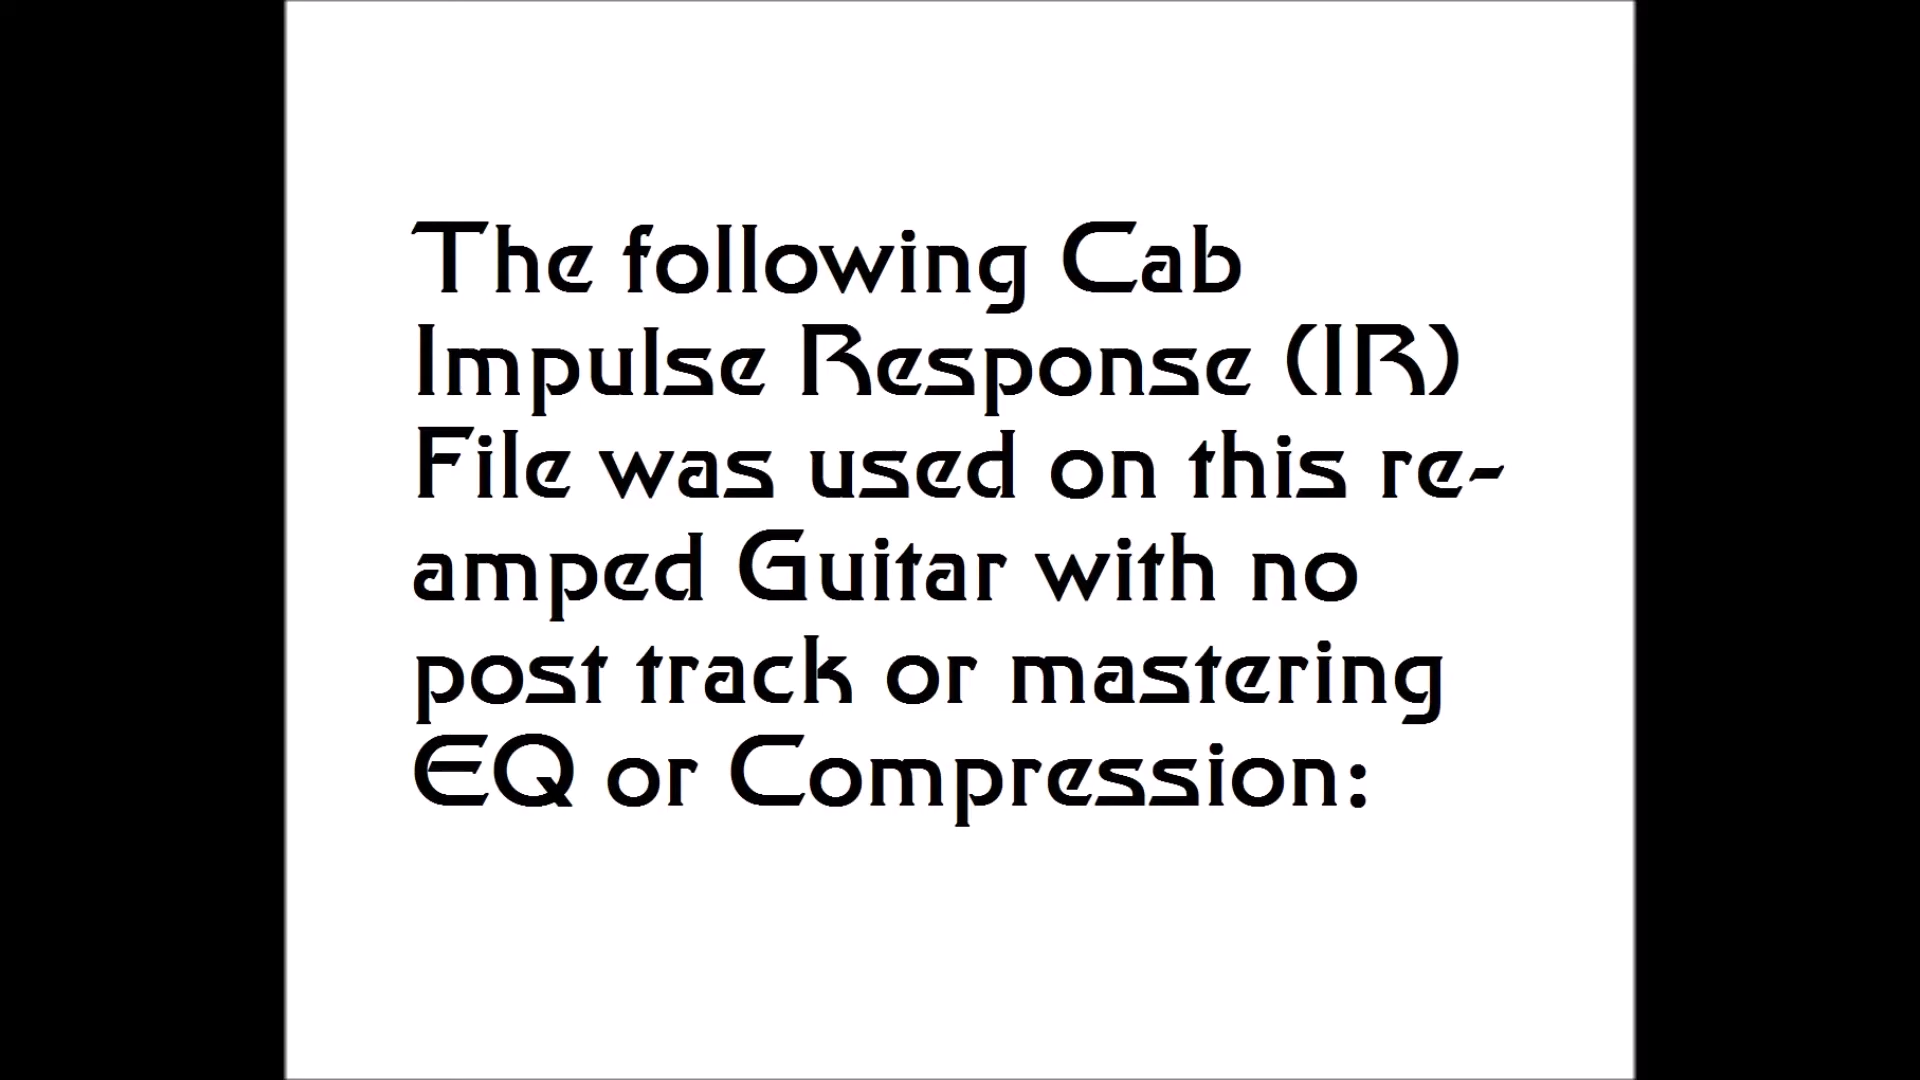 The following Cab
Impulse Response (IR)
File was used on this re-
amped Guitar with no
post track or mastering
EQ or Compression: